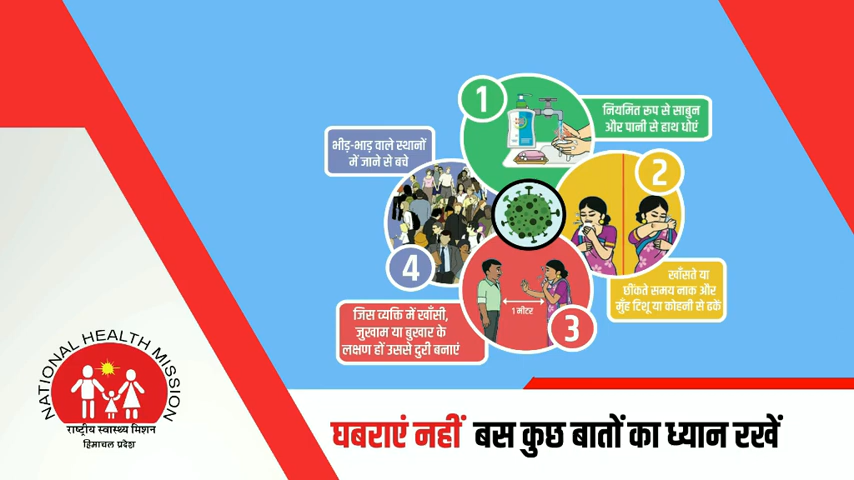 1
नियमित रूप से साबुन
और पानी से हाथ धोएं
2
खाँसते या
छींकते समय नाक और
मुँह टिशू या कोहनी से ढकें
1 मीटर
3
जिस व्यक्ति में खाँसी,
जुखाम या बुखार के
लक्षण हों उससे दुरी बनाएं
4
भीड़-भाड़ वाले स्थानों
में जाने से बचे
NATIONAL HEALTH MISSION
राष्ट्रीय स्वास्थ्य मिशन
हिमाचल प्रदेश
घबराएं नहीं बस कुछ बातों का ध्यान रखें